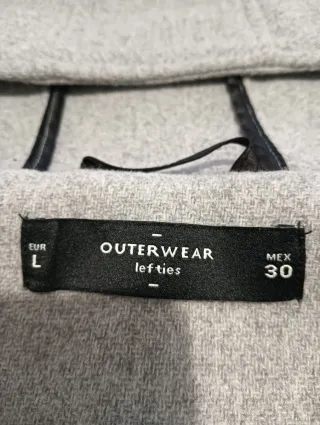 EUR
L
OUTERWEAR
lefties
MEX
30